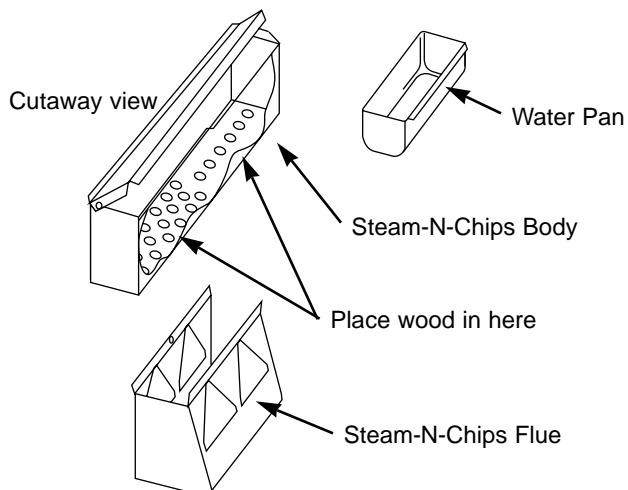 Cutaway view
Water Pan
Steam-N-Chips Body
Place wood in here
Steam-N-Chips Flue